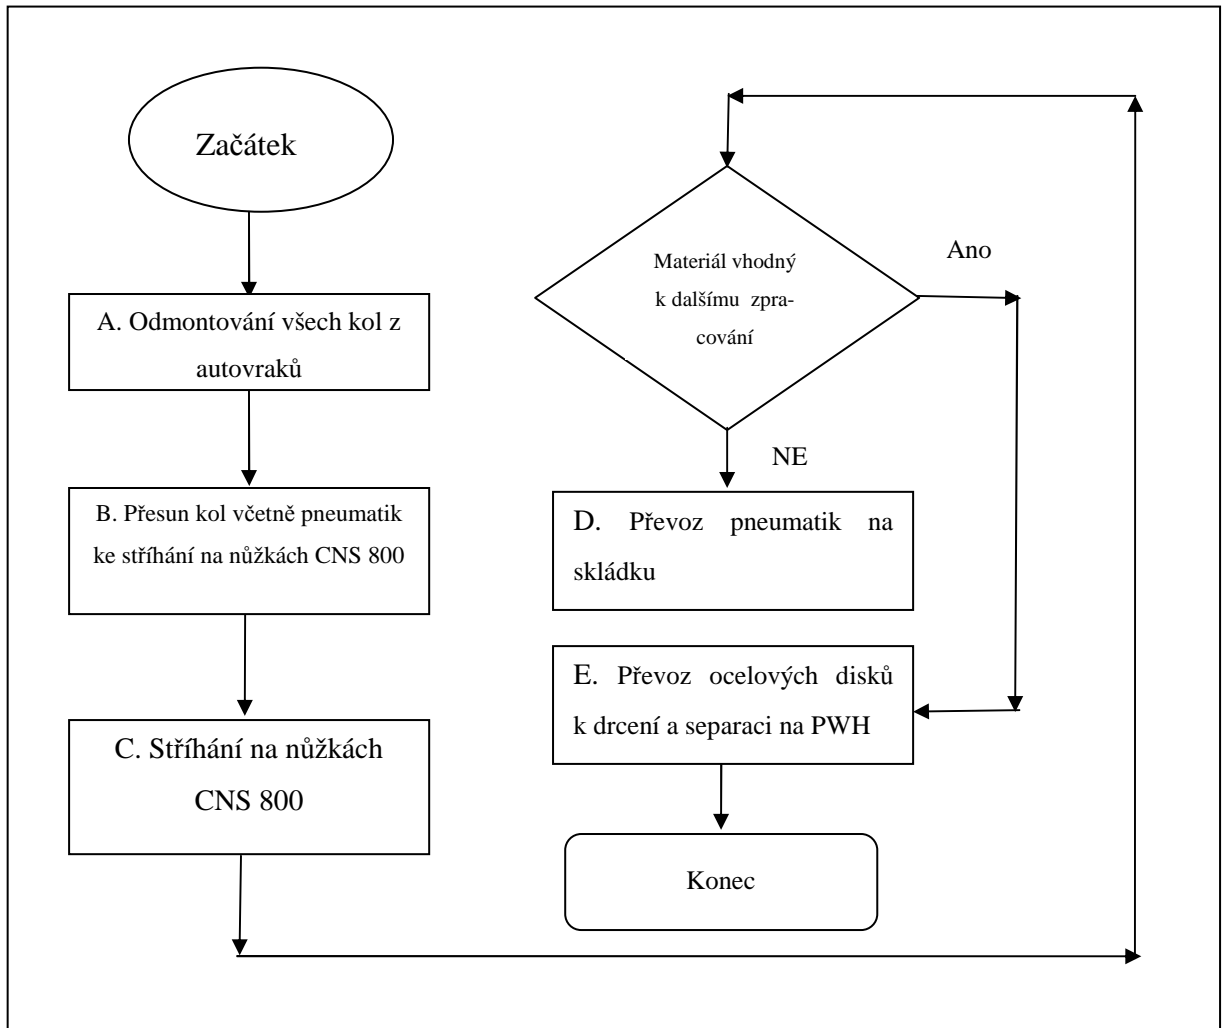 Začátek
A. Odmontování všech kol z
autovraků
B. Přesun kol včetně pneumatik
ke stříhání na nůžkách CNS 800
C. Stříhání na nůžkách
CNS 800
Materiál vhodný
k dalšímu zpra-
cování
Ano
NE
D. Převoz pneumatik na
skládku
E. Převoz ocelových disků
k drcení a separaci na PWH
Konec